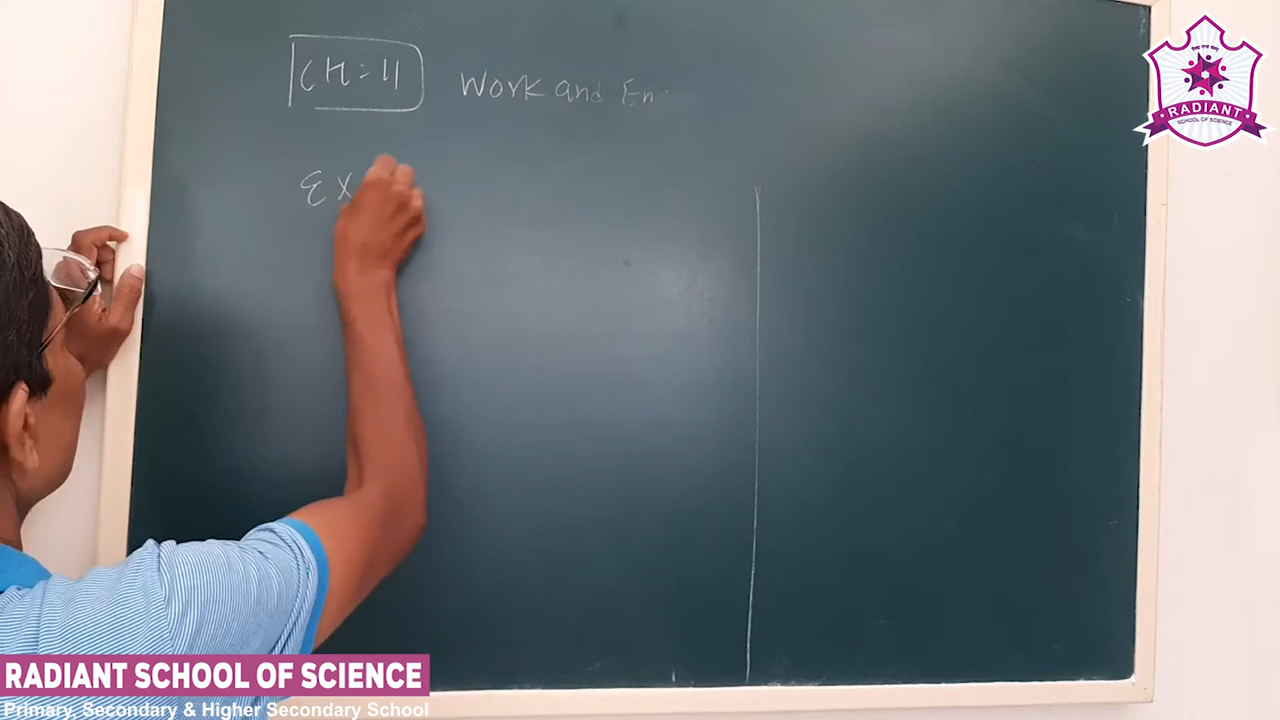 CH = 11 Work and En
Ex
RADIANT
SCHOOL OF SCIENCE
RADIANT SCHOOL OF SCIENCE
Primary, Secondary & Higher Secondary School